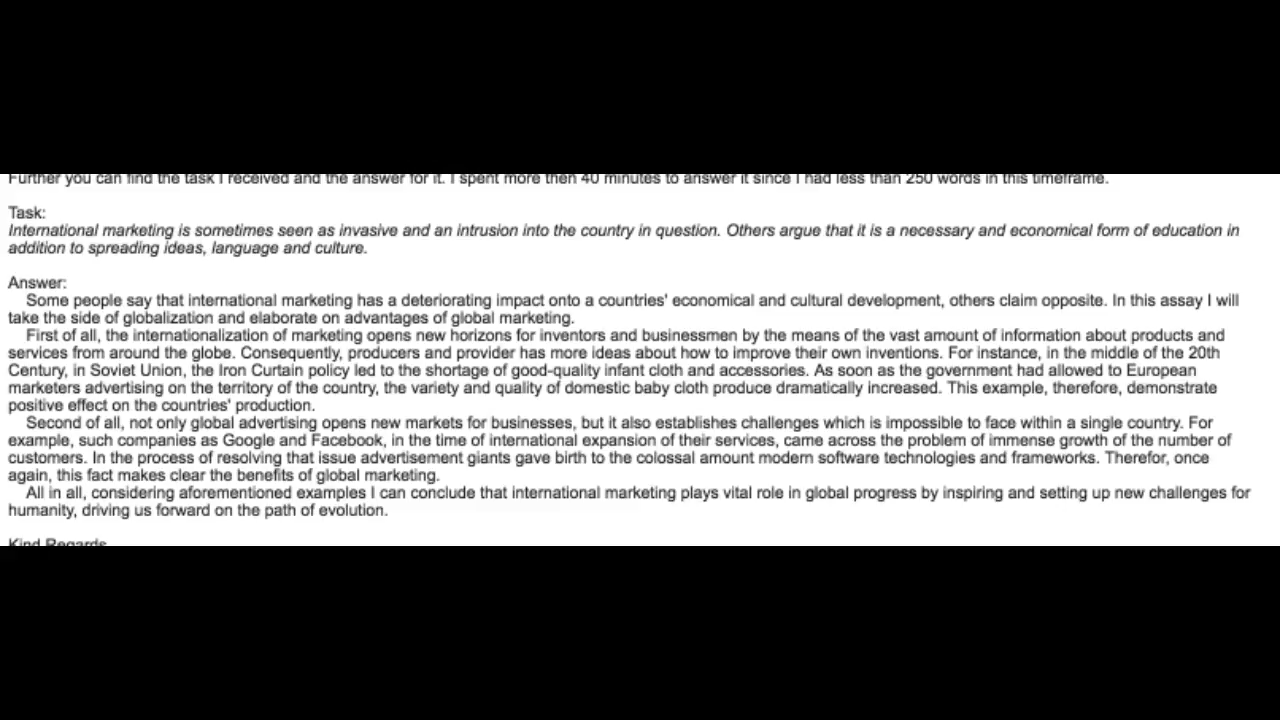 Further you can find the task I received and the answer for it. I spent more then 40 minutes to answer it since I had less than 250 words in this timeframe.
Task:
International marketing is sometimes seen as invasive and an intrusion into the country in question. Others argue that it is a necessary and economical form of education in
addition to spreading ideas, language and culture.
Answer:
Some people say that international marketing has a deteriorating impact onto a countries' economical and cultural development, others claim opposite. In this assay I will
take the side of globalization and elaborate on advantages of global marketing.
First of all, the internationalization of marketing opens new horizons for inventors and businessmen by the means of the vast amount of information about products and
services from around the globe. Consequently, producers and provider has more ideas about how to improve their own inventions. For instance, in the middle of the 20th
Century, in Soviet Union, the Iron Curtain policy led to the shortage of good-quality infant cloth and accessories. As soon as the government had allowed to European
marketers advertising on the territory of the country, the variety and quality of domestic baby cloth produce dramatically increased. This example, therefore, demonstrate
positive effect on the countries' production.
Second of all, not only global advertising opens new markets for businesses, but it also establishes challenges which is impossible to face within a single country. For
example, such companies as Google and Facebook, in the time of international expansion of their services, came across the problem of immense growth of the number of
customers. In the process of resolving that issue advertisement giants gave birth to the colossal amount modern software technologies and frameworks. Therefor, once
again, this fact makes clear the benefits of global marketing.
All in all, considering aforementioned examples I can conclude that international marketing plays vital role in global progress by inspiring and setting up new challenges for
humanity, driving us forward on the path of evolution.
Kind Regards